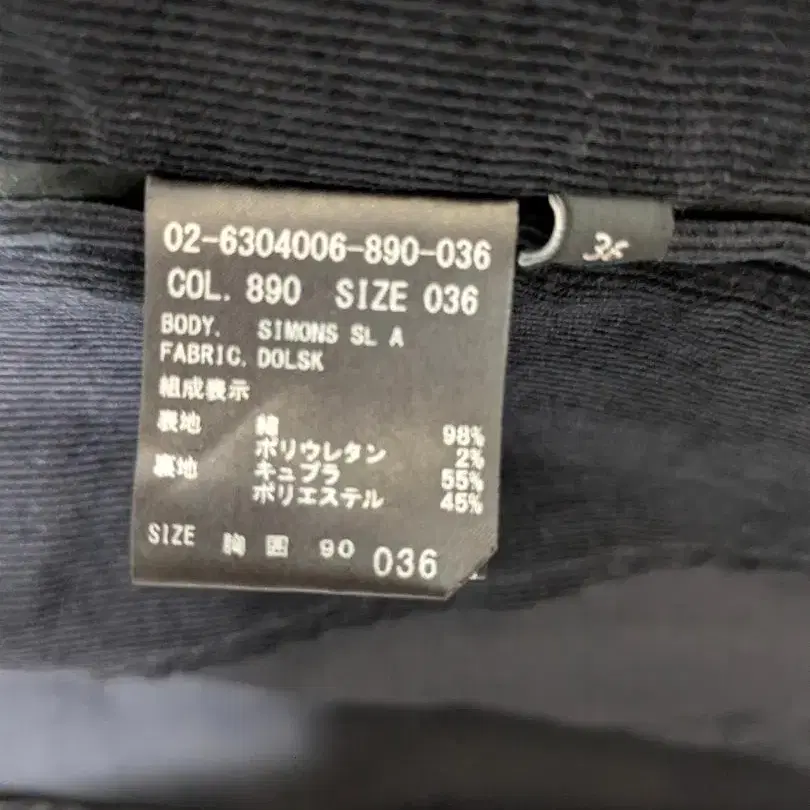 02-6304006-890-036
COL. 890 SIZE 036
BODY. SIMONS SL A
FABRIC. DOLSK
組成表示
表地 綿 98%
ポリウレタン 2%
裏地 キュプラ 55%
ポリエステル 45%
SIZE 胸囲 90 036
36